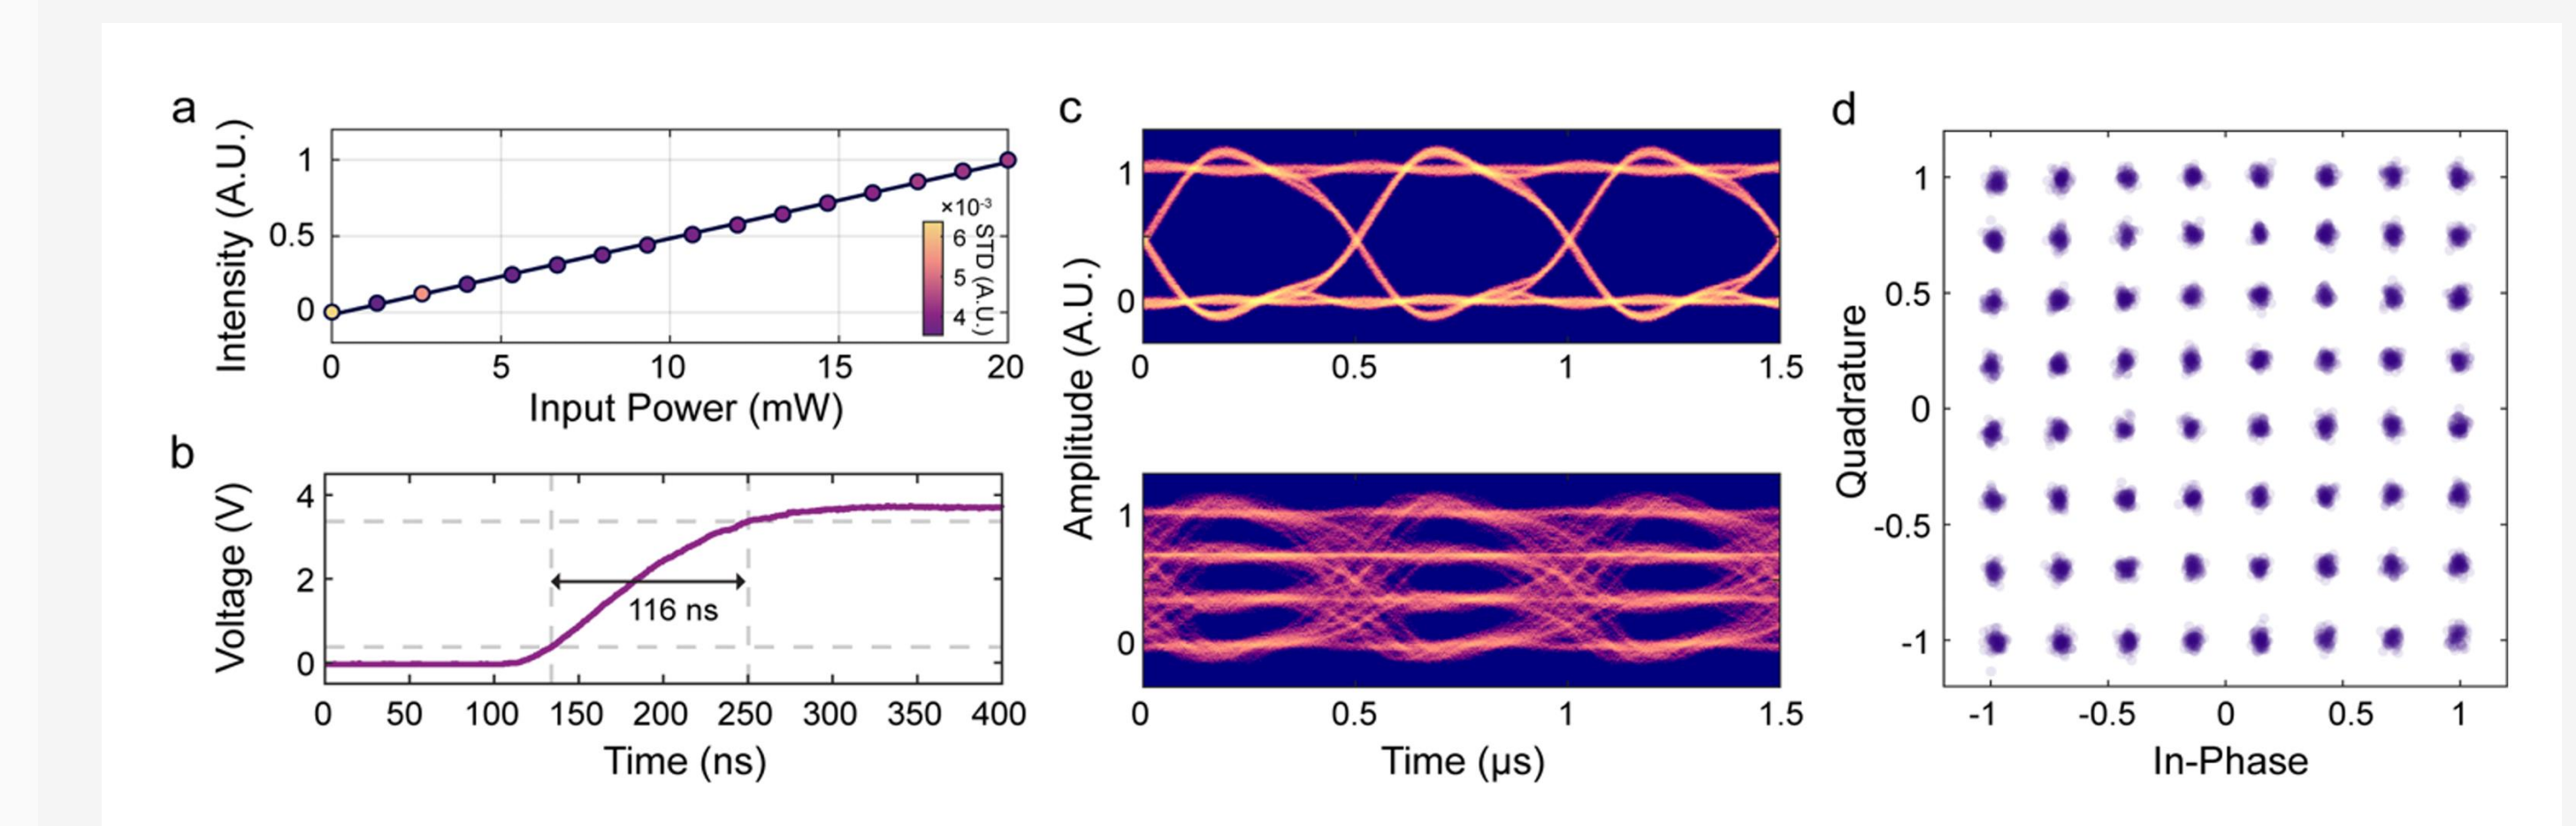 a
Intensity (A.U.)
1
0.5
0
×10-3
6
5
4
STD (A.U.)
0 5 10 15 20
Input Power (mW)
b
Voltage (V)
4
2
0
116 ns
0 50 100 150 200 250 300 350 400
Time (ns)
c
Amplitude (A.U.)
1
0
0 0.5 1 1.5
1
0
0 0.5 1 1.5
Time (µs)
d
Quadrature
1
0.5
0
-0.5
-1
-1 -0.5 0 0.5 1
In-Phase